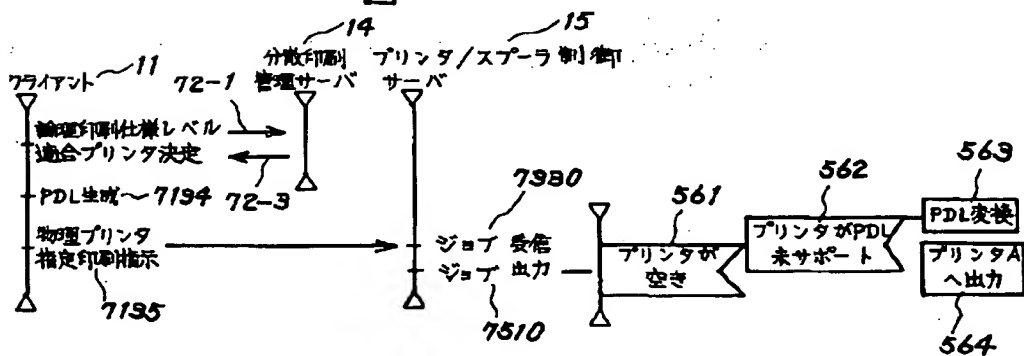 14
15
分散印刷
管理サーバ
プリンタ/スプーラ制御
サーバ
クライアント
11
72-1
論理印刷仕様レベル
適合プリンタ決定
72-3
PDL生成~7194
物理プリンタ
指定印刷指示
7195
7980
ジョブ 受信
ジョブ 出力
7510
561
プリンタが
空き
562
プリンタがPDL
未サポート
563
PDL変換
プリンタA
へ出力
564